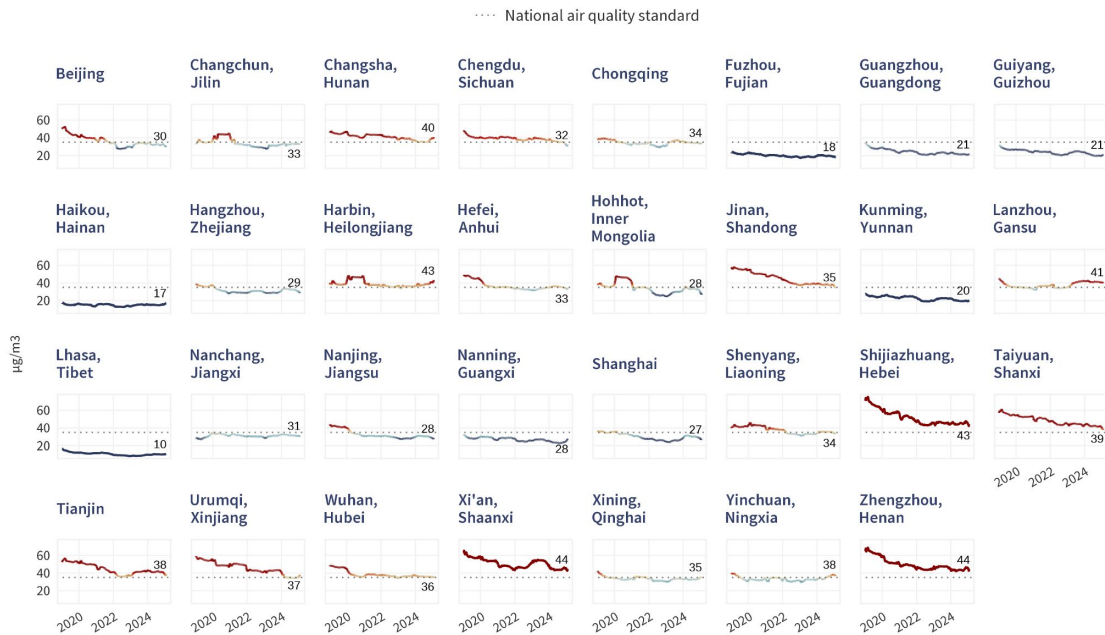 National air quality standard
Beijing
Changchun,
Jilin
Changsha,
Hunan
Chengdu,
Sichuan
Chongqing
Fuzhou,
Fujian
Guangzhou,
Guangdong
Guiyang,
Guizhou
60
40
20
30
33
40
32
34
18
21
21
Haikou,
Hainan
Hangzhou,
Zhejiang
Harbin,
Heilongjiang
Hefei,
Anhui
Hohhot,
Inner
Mongolia
Jinan,
Shandong
Kunming,
Yunnan
Lanzhou,
Gansu
60
40
20
17
29
43
33
28
35
20
41
µg/m3
Lhasa,
Tibet
Nanchang,
Jiangxi
Nanjing,
Jiangsu
Nanning,
Guangxi
Shanghai
Shenyang,
Liaoning
Shijiazhuang,
Hebei
Taiyuan,
Shanxi
60
40
20
10
31
28
28
27
34
43
39
2020
2022
2024
Tianjin
Urumqi,
Xinjiang
Wuhan,
Hubei
Xi'an,
Shaanxi
Xining,
Qinghai
Yinchuan,
Ningxia
Zhengzhou,
Henan
60
40
20
38
37
36
44
35
38
44
2020
2022
2024
2020
2022
2024
2020
2022
2024
2020
2022
2024
2020
2022
2024
2020
2022
2024
2020
2022
2024